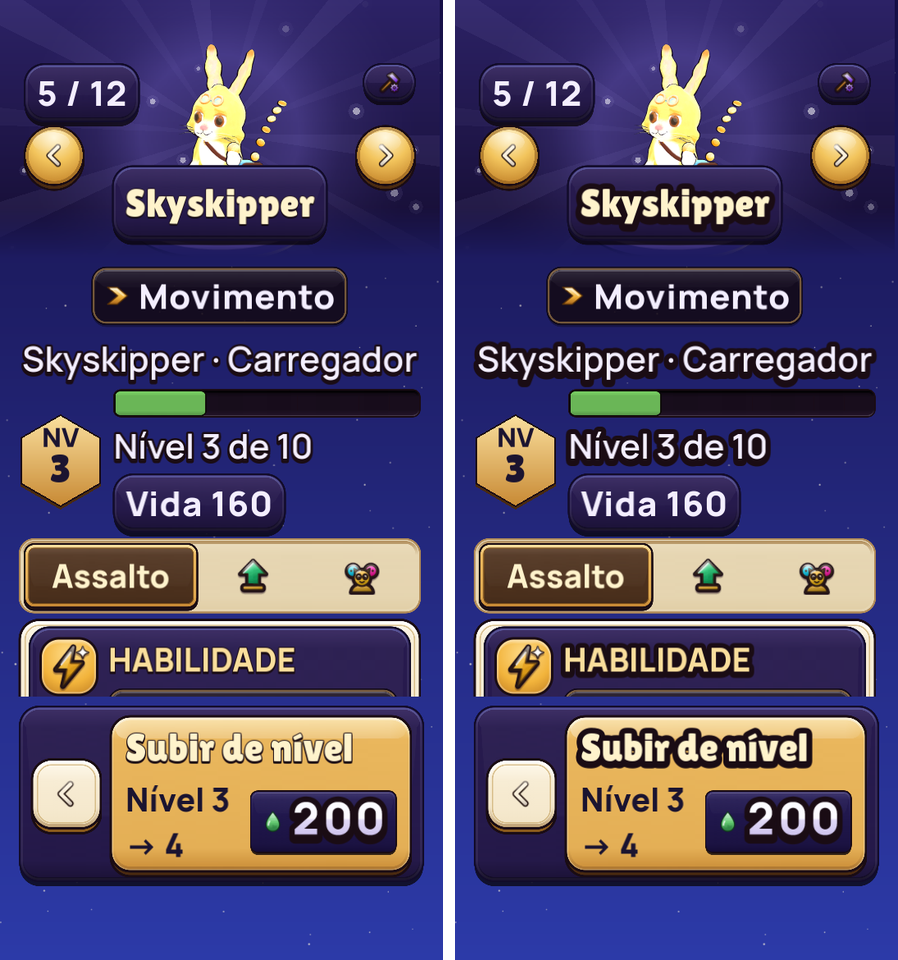 5 / 12
Skyskipper
Movimento
Skyskipper · Carregador
NV
3
Nível 3 de 10
Vida 160
Assalto
HABILIDADE
Subir de nível
Nível 3
→ 4
200
5 / 12
Skyskipper
Movimento
Skyskipper · Carregador
NV
3
Nível 3 de 10
Vida 160
Assalto
HABILIDADE
Subir de nível
Nível 3
→ 4
200